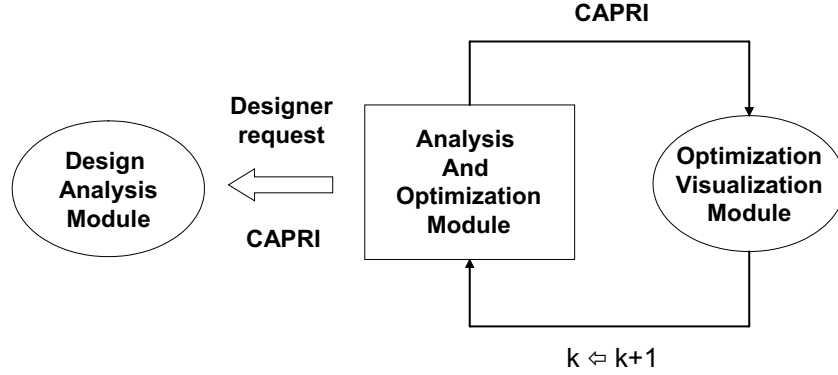 CAPRI
Designer
request
Design
Analysis
Module
CAPRI
Analysis
And
Optimization
Module
Optimization
Visualization
Module
k ⇦ k+1